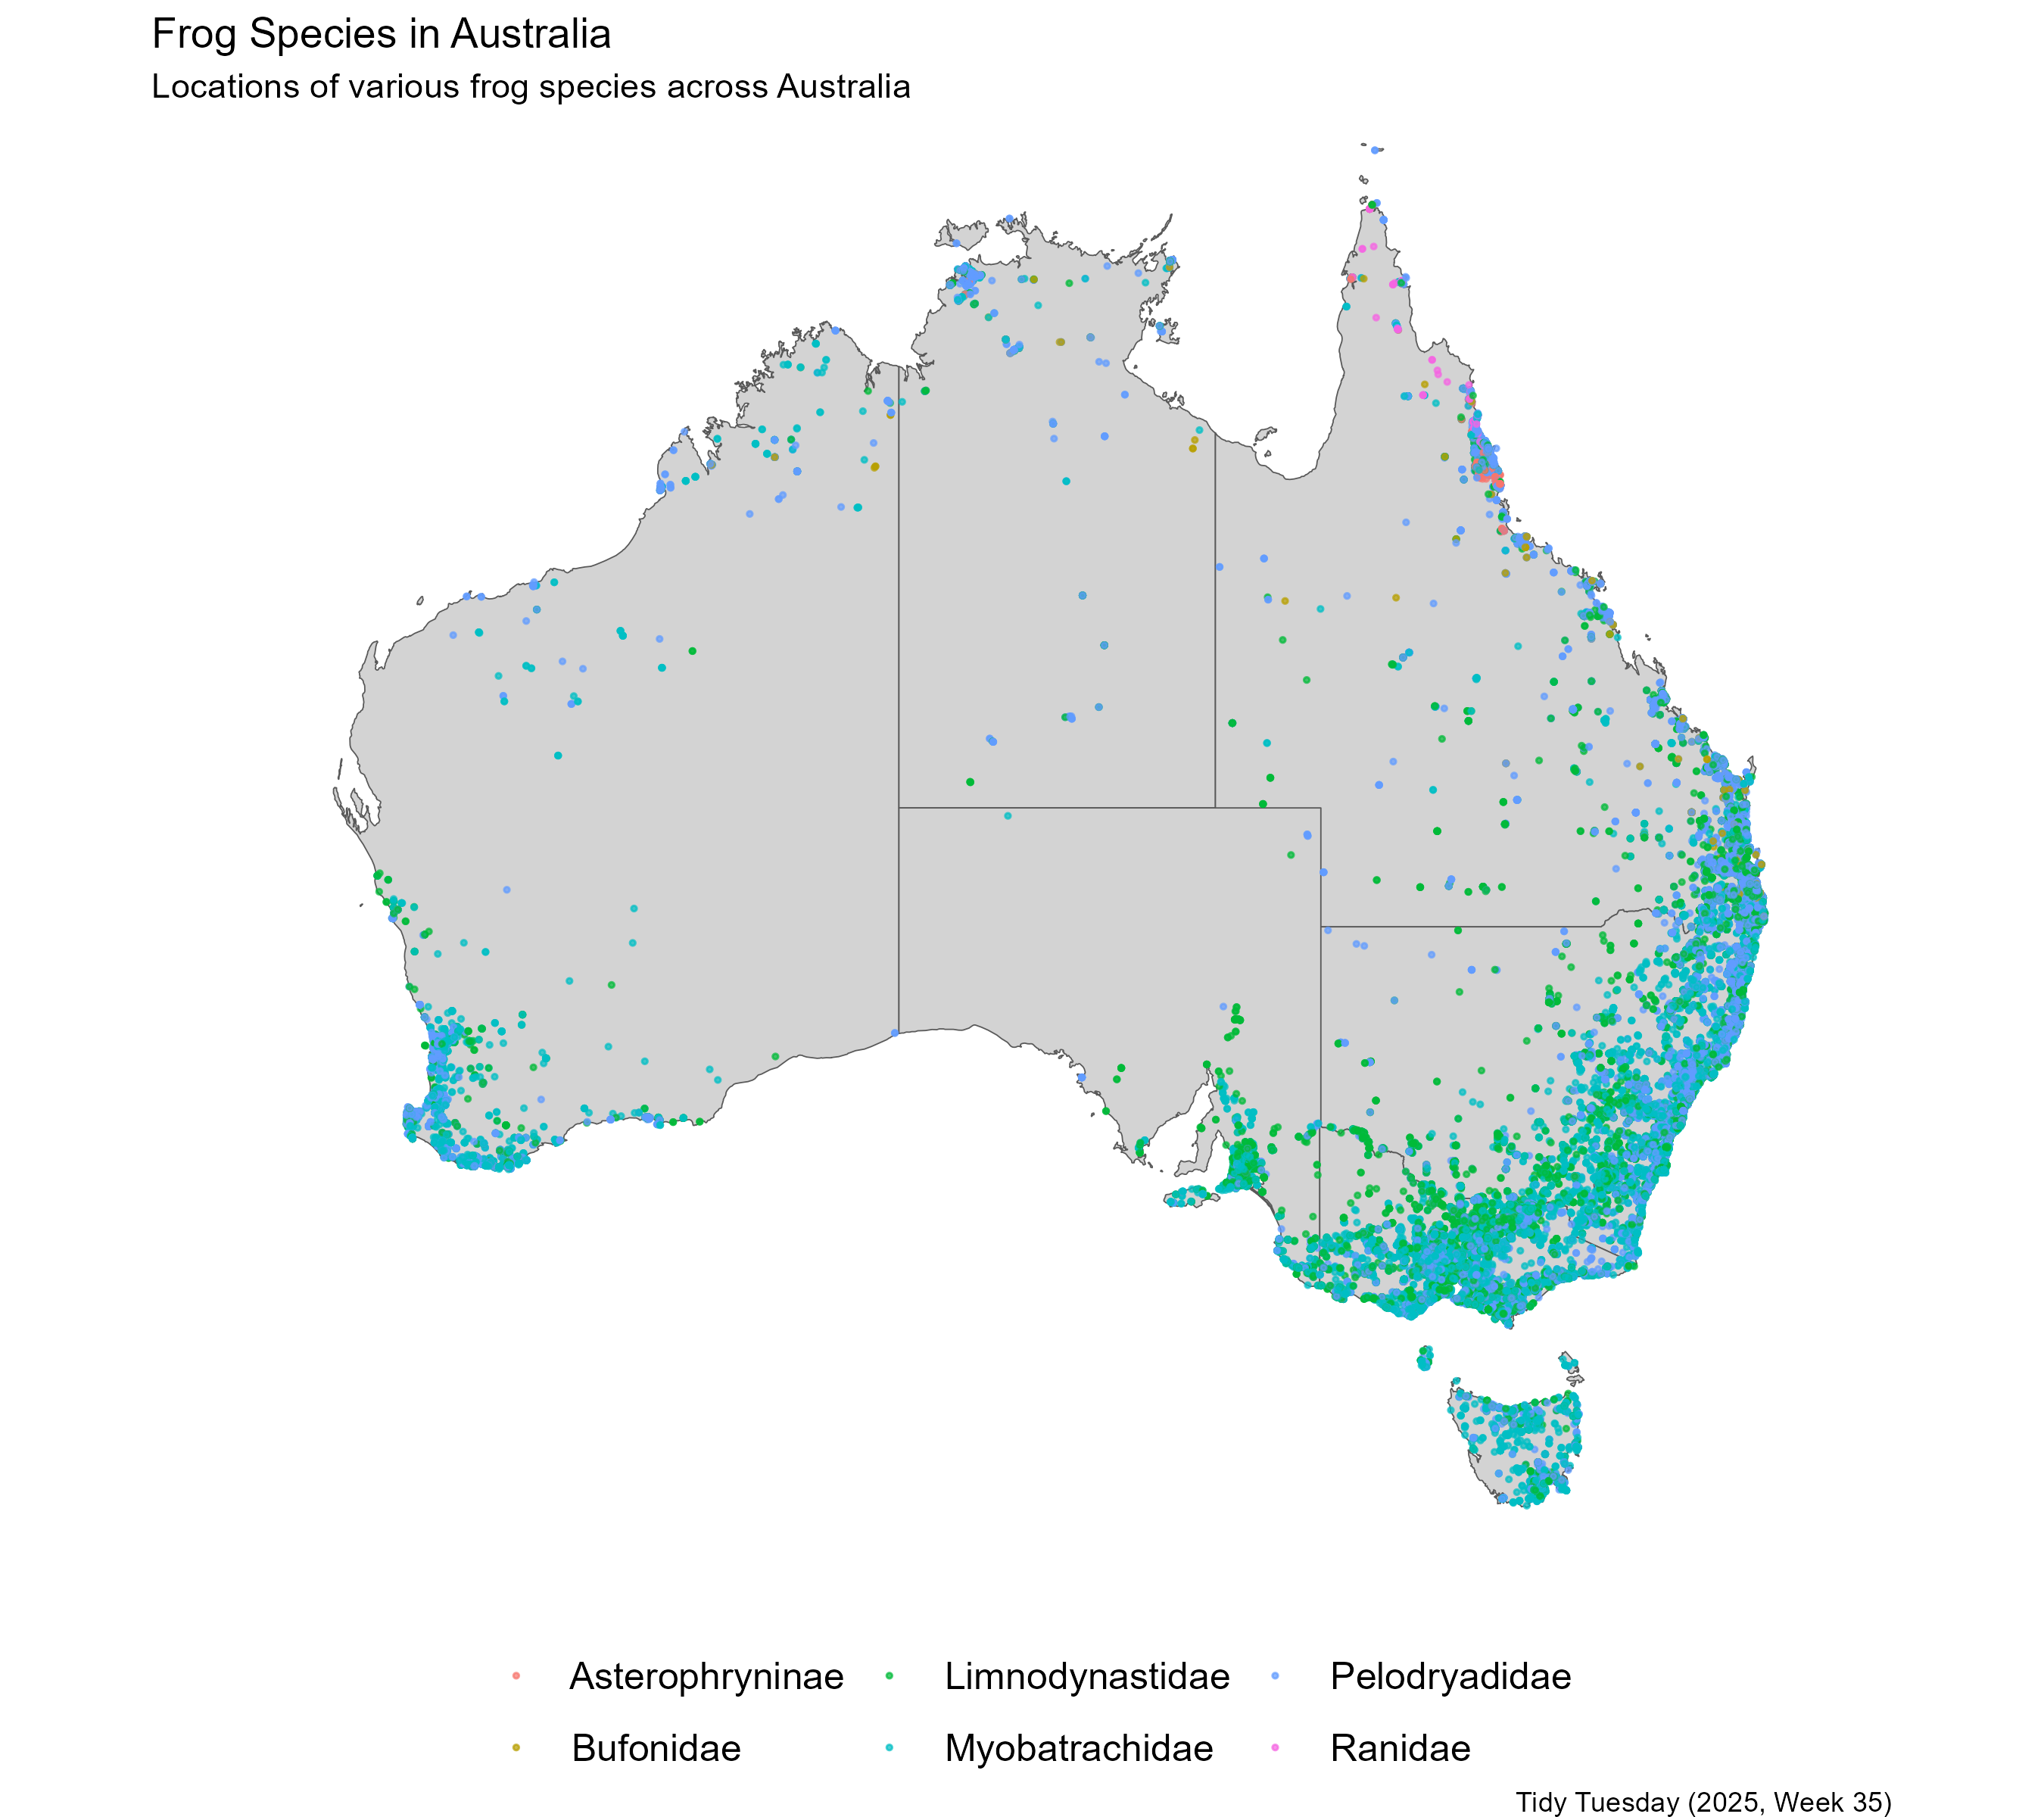 Frog Species in Australia
Locations of various frog species across Australia
Asterophryninae
Limnodynastidae
Pelodryadidae
Bufonidae
Myobatrachidae
Ranidae
Tidy Tuesday (2025, Week 35)